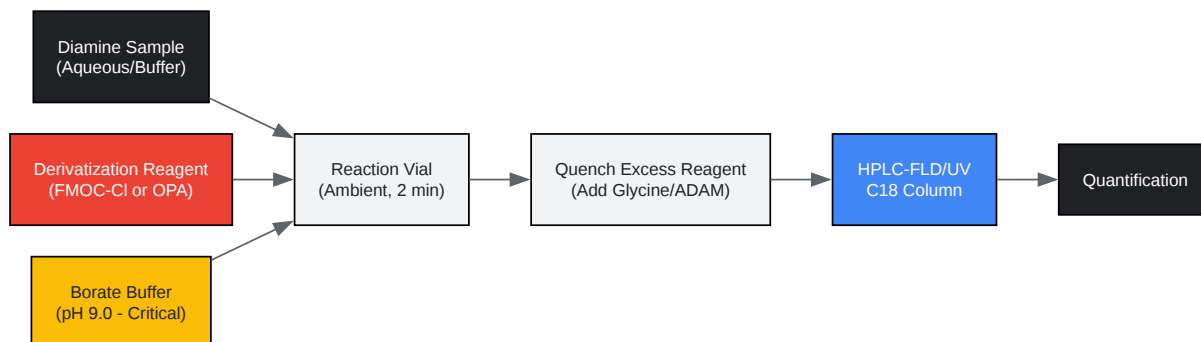 Diamine Sample
(Aqueous/Buffer)
Derivatization Reagent
(FMOC-Cl or OPA)
Borate Buffer
(pH 9.0 - Critical)
Reaction Vial
(Ambient, 2 min)
Quench Excess Reagent
(Add Glycine/ADAM)
HPLC-FLD/UV
C18 Column
Quantification